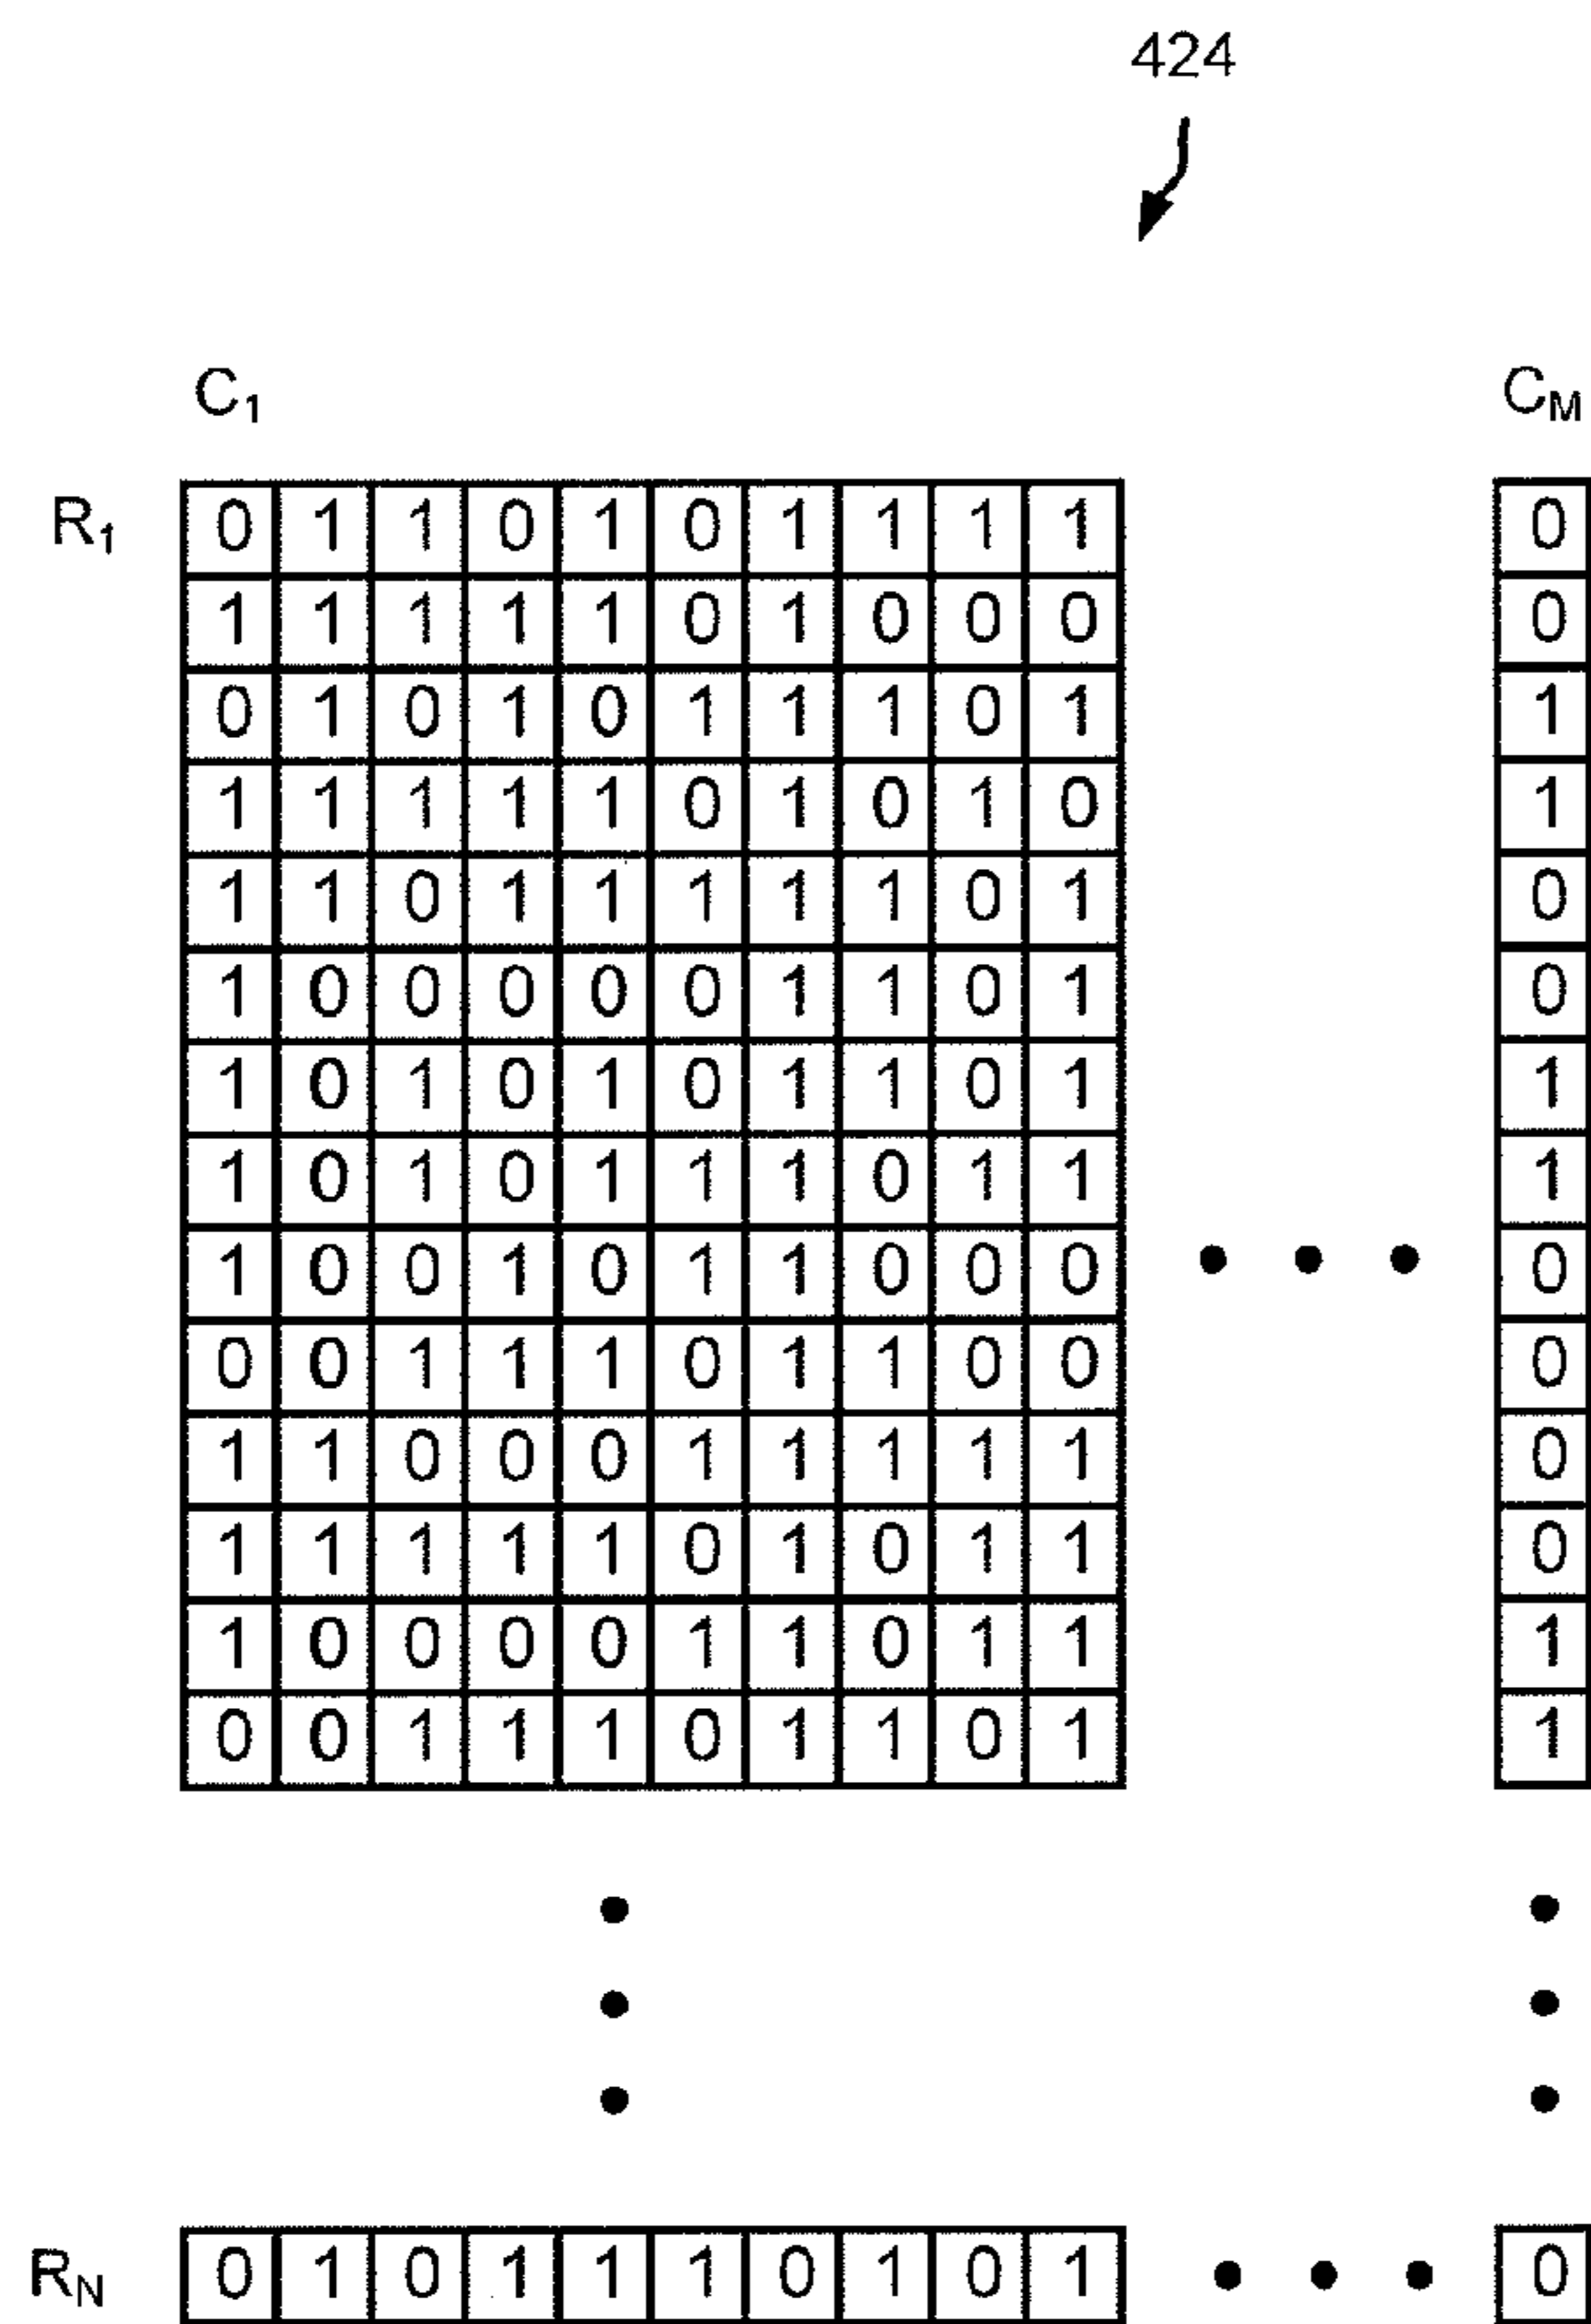 424
C₁ C_M
R₁ 0 1 1 0 1 0 1 1 1 1 0
1 1 1 1 1 0 1 0 0 0 0
0 1 0 1 0 1 1 1 0 1 1
1 1 1 1 1 0 1 0 1 0 1
1 1 0 1 1 1 1 1 0 1 0
1 0 0 0 0 0 1 1 0 1 0
1 0 1 0 1 0 1 1 0 1 1
1 0 1 0 1 1 1 0 1 1 1
1 0 0 1 0 1 1 0 0 0 • • • 0
0 0 1 1 1 0 1 1 0 0 0
1 1 0 0 0 1 1 1 1 1 0
1 1 1 1 1 0 1 0 1 1 0
1 0 0 0 0 1 1 0 1 1 1
0 0 1 1 1 0 1 1 0 1 1
R_N 0 1 0 1 1 1 0 1 0 1 • • • 0